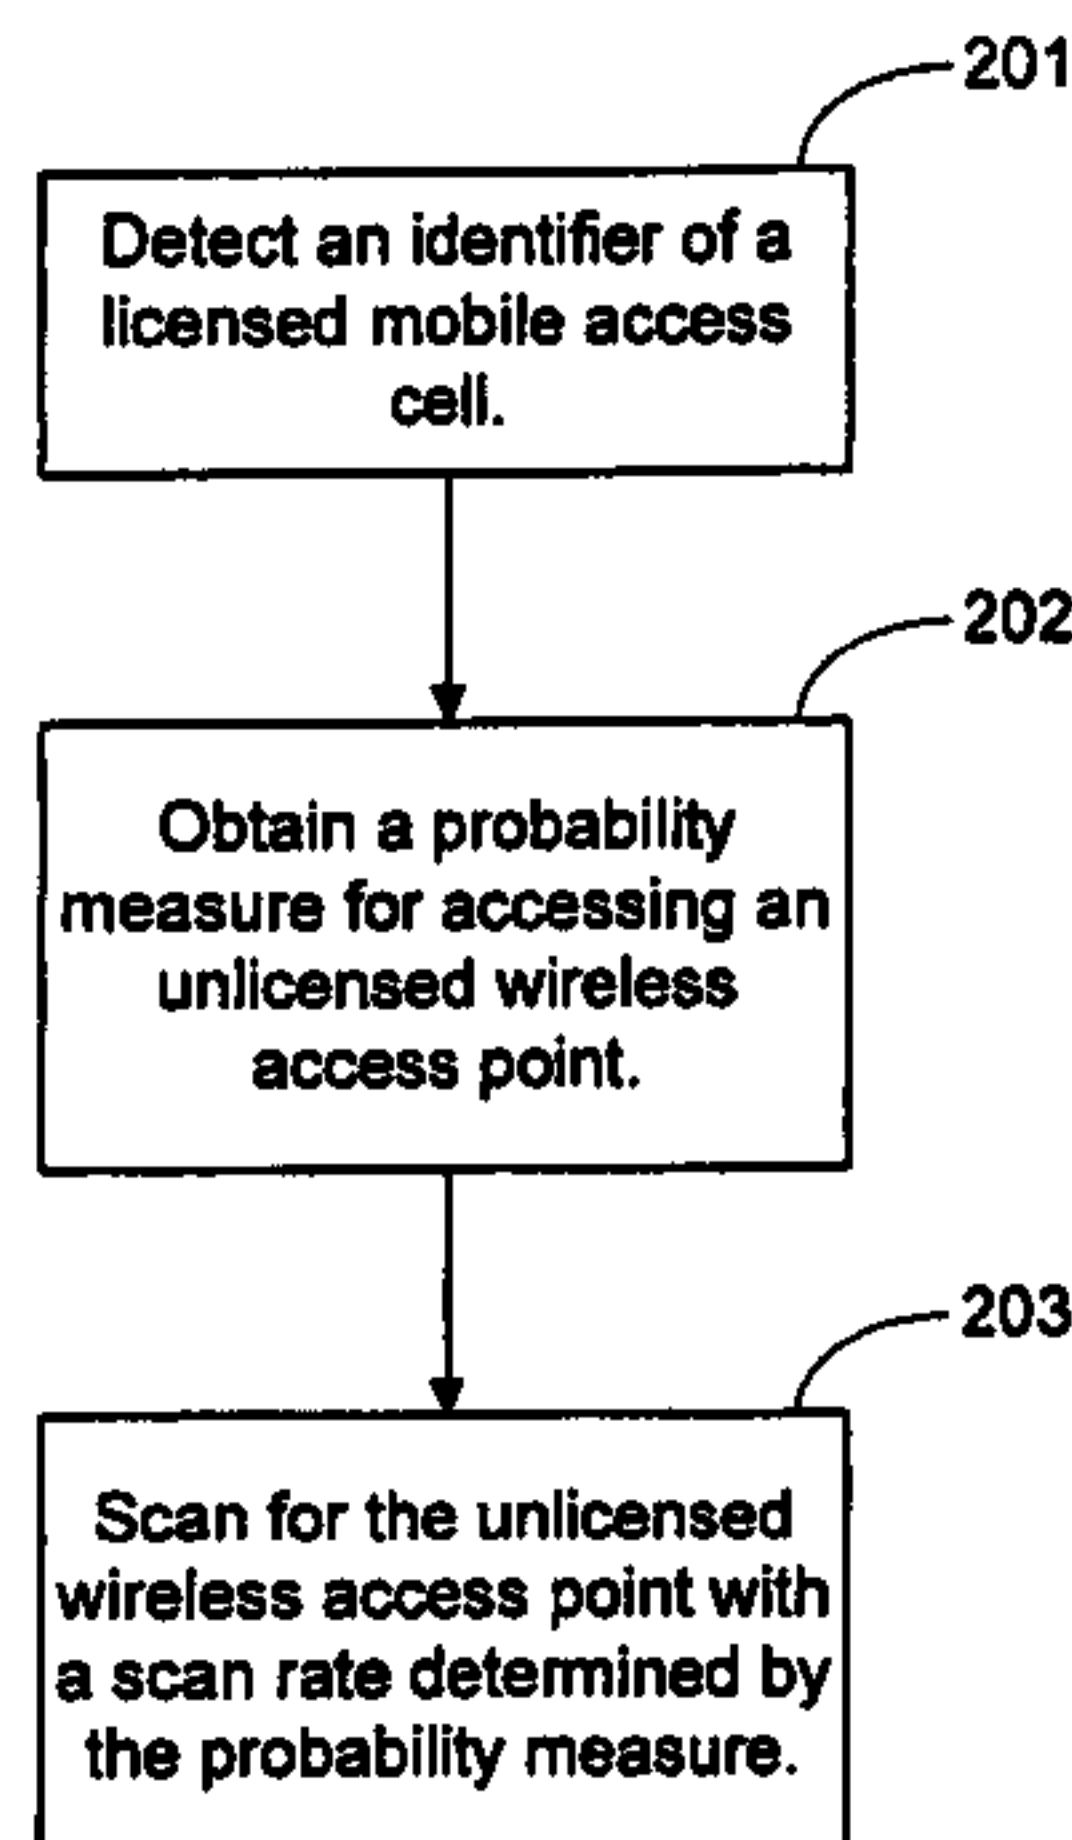 201
Detect an identifier of a
licensed mobile access
cell.
202
Obtain a probability
measure for accessing an
unlicensed wireless
access point.
203
Scan for the unlicensed
wireless access point with
a scan rate determined by
the probability measure.